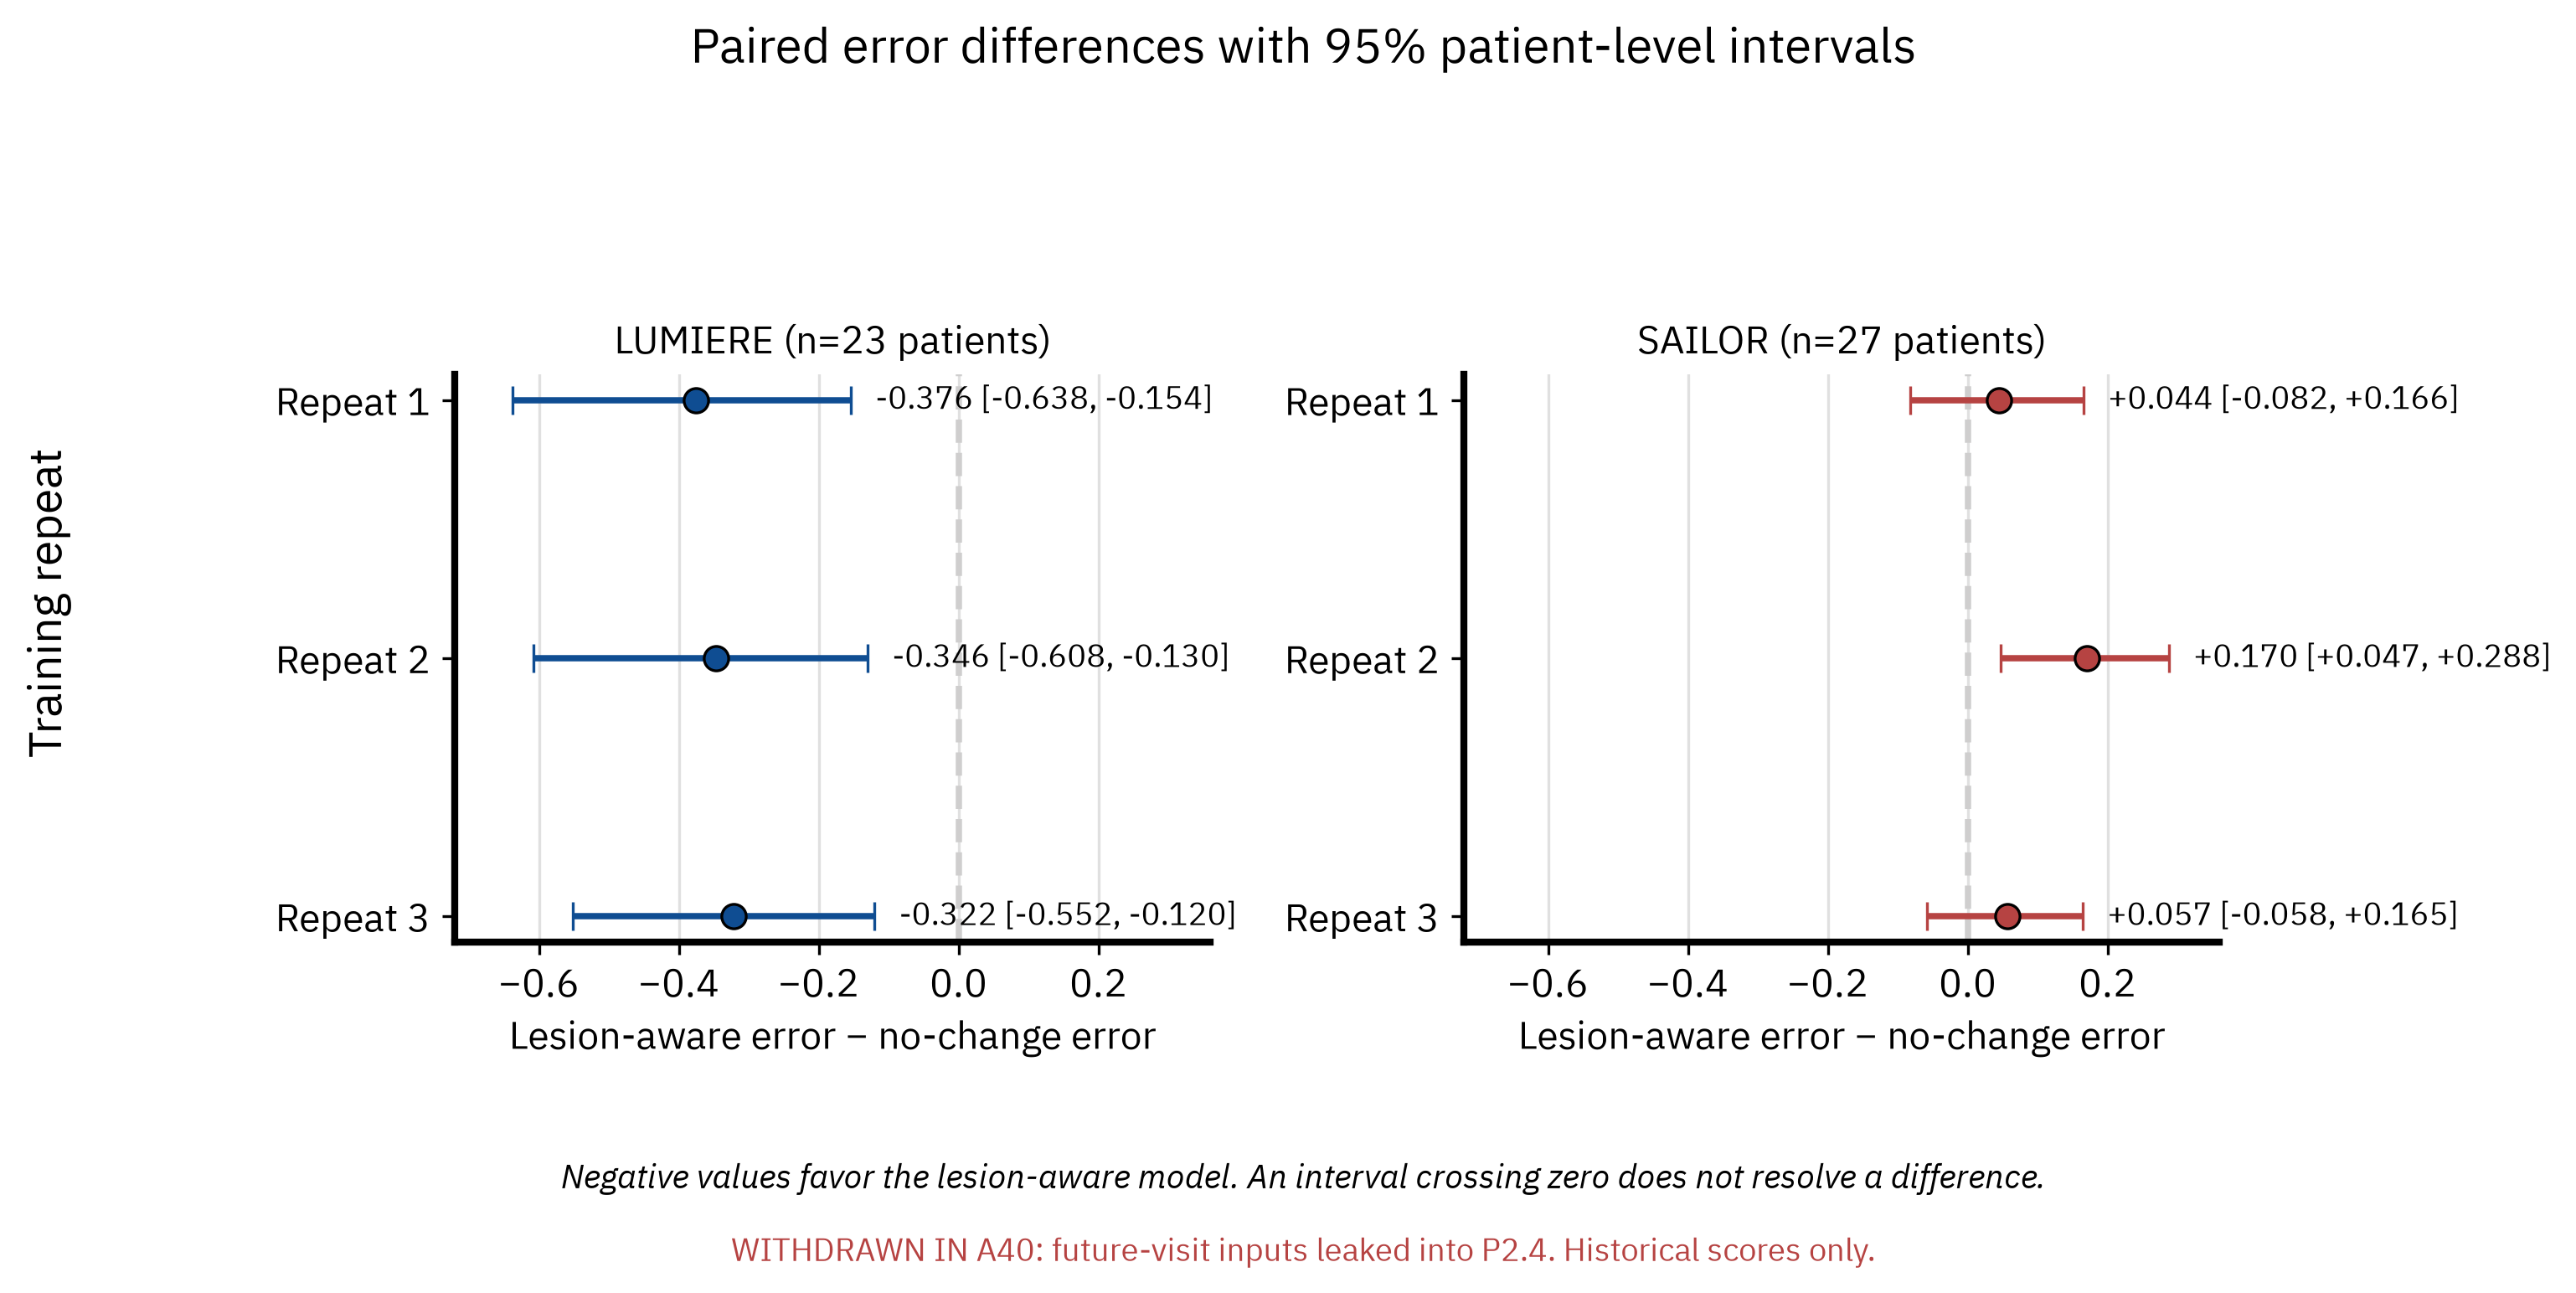 Paired error differences with 95% patient-level intervals
LUMIERE (n=23 patients)
Training repeat
Repeat 1
-0.376 [-0.638, -0.154]
Repeat 2
-0.346 [-0.608, -0.130]
Repeat 3
-0.322 [-0.552, -0.120]
−0.6 −0.4 −0.2 0.0 0.2
Lesion-aware error − no-change error
SAILOR (n=27 patients)
Repeat 1
+0.044 [-0.082, +0.166]
Repeat 2
+0.170 [+0.047, +0.288]
Repeat 3
+0.057 [-0.058, +0.165]
−0.6 −0.4 −0.2 0.0 0.2
Lesion-aware error − no-change error
Negative values favor the lesion-aware model. An interval crossing zero does not resolve a difference.
WITHDRAWN IN A40: future-visit inputs leaked into P2.4. Historical scores only.